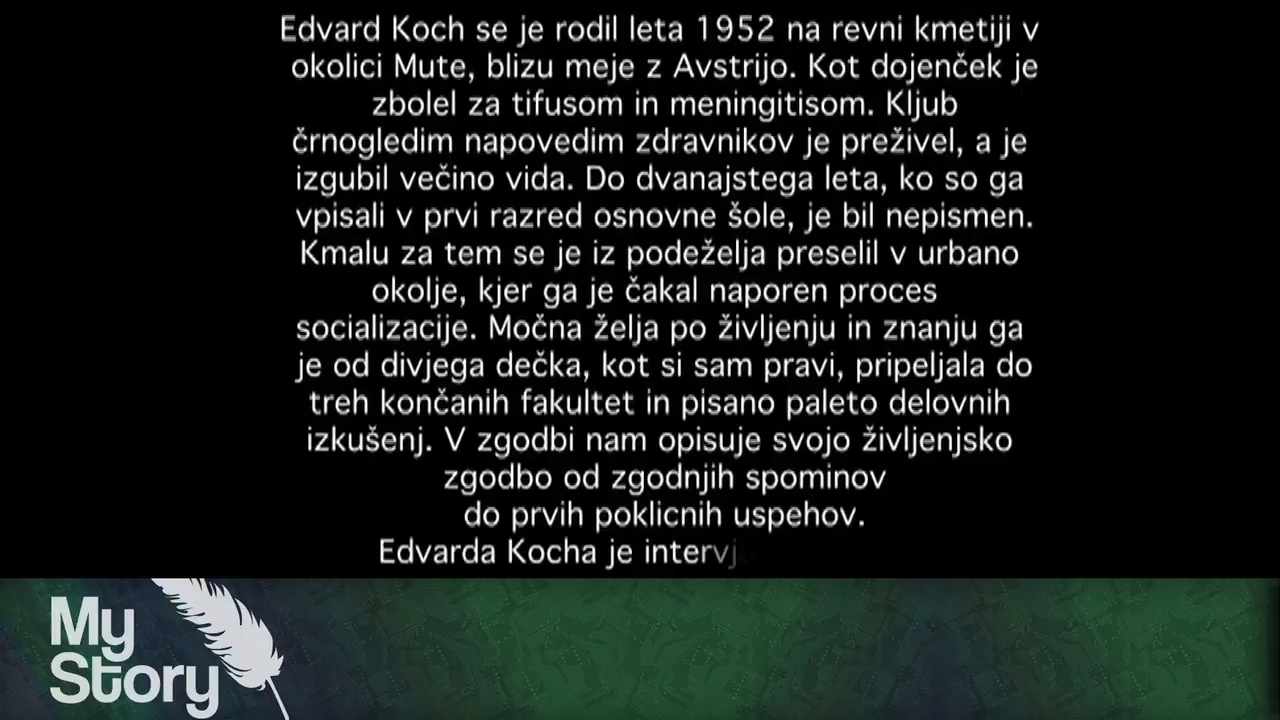 Edvard Koch se je rodil leta 1952 na revni kmetiji v
okolici Mute, blizu meje z Avstrijo. Kot dojenček je
zbolel za tifusom in meningitisom. Kljub
črnogledim napovedim zdravnikov je preživel, a je
izgubil večino vida. Do dvanajstega leta, ko so ga
vpisali v prvi razred osnovne šole, je bil nepismen.
Kmalu za tem se je iz podeželja preselil v urbano
okolje, kjer ga je čakal naporen proces
socializacije. Močna želja po življenju in znanju ga
je od divjega dečka, kot si sam pravi, pripeljala do
treh končanih fakultet in pisano paleto delovnih
izkušenj. V zgodbi nam opisuje svojo življenjsko
zgodbo od zgodnjih spominov
do prvih poklicnih uspehov.
Edvarda Kocha je
My
Story